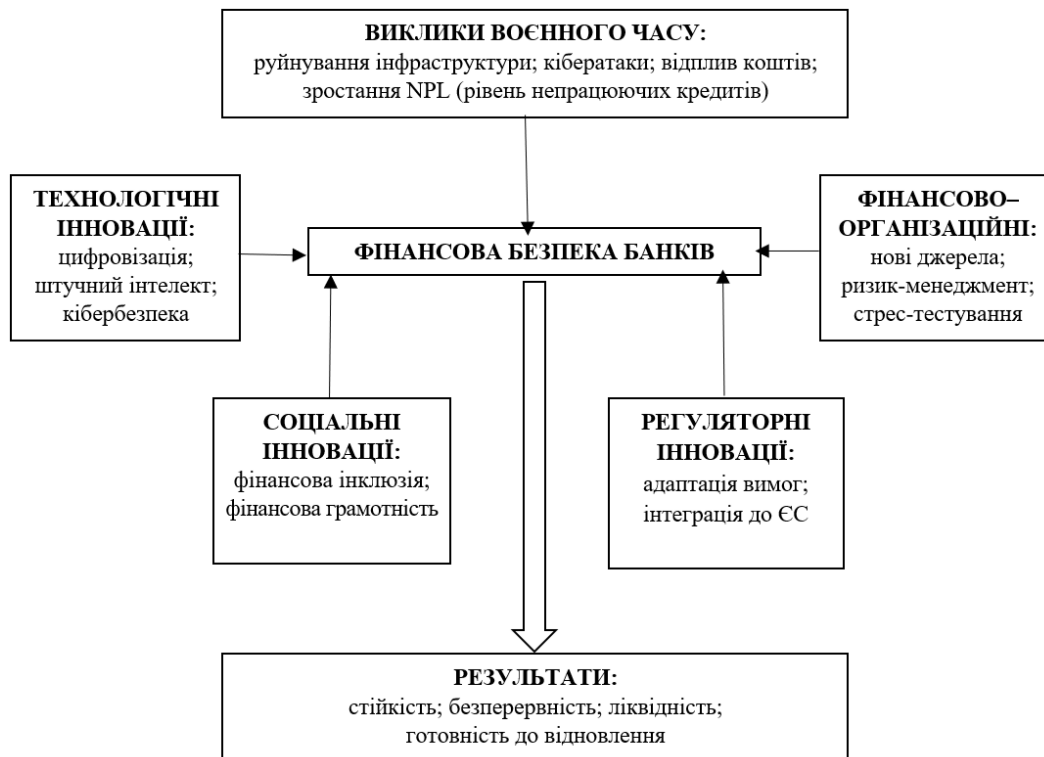 ВИКЛИКИ ВОЄННОГО ЧАСУ:
руйнування інфраструктури; кібератаки; відплив коштів;
зростання NPL (рівень непрацюючих кредитів)
ТЕХНОЛОГІЧНІ
ІННОВАЦІЇ:
цифровізація;
штучний інтелект;
кібербезпека
ФІНАНСОВА БЕЗПЕКА БАНКІВ
ФІНАНСОВО–
ОРГАНІЗАЦІЙНІ:
нові джерела;
ризик-менеджмент;
стрес-тестування
СОЦІАЛЬНІ
ІННОВАЦІЇ:
фінансова інклюзія;
фінансова грамотність
РЕГУЛЯТОРНІ
ІННОВАЦІЇ:
адаптація вимог;
інтеграція до ЄС
РЕЗУЛЬТАТИ:
стійкість; безперервність; ліквідність;
готовність до відновлення